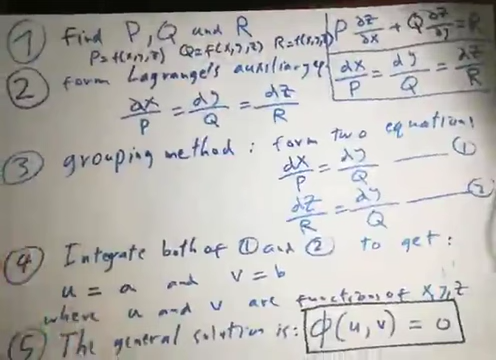 ① Find P, Q and R
P=f(x,y,z) Q=f(x,y,z) R=f(x,y,z)
P ∂z/∂x + Q ∂z/∂y = R
② form Lagrange's auxiliary
dx/P = dy/Q = dz/R
dx/P = dy/Q = dz/R
③ grouping method : form two equations
dx/P = dy/Q —— ①
dz/R = dy/Q —— ②
④ Integrate both of ① and ② to get :
u = a and v = b
where u and v are functions of x,y,z
⑤ The general solution is: ϕ(u,v) = 0